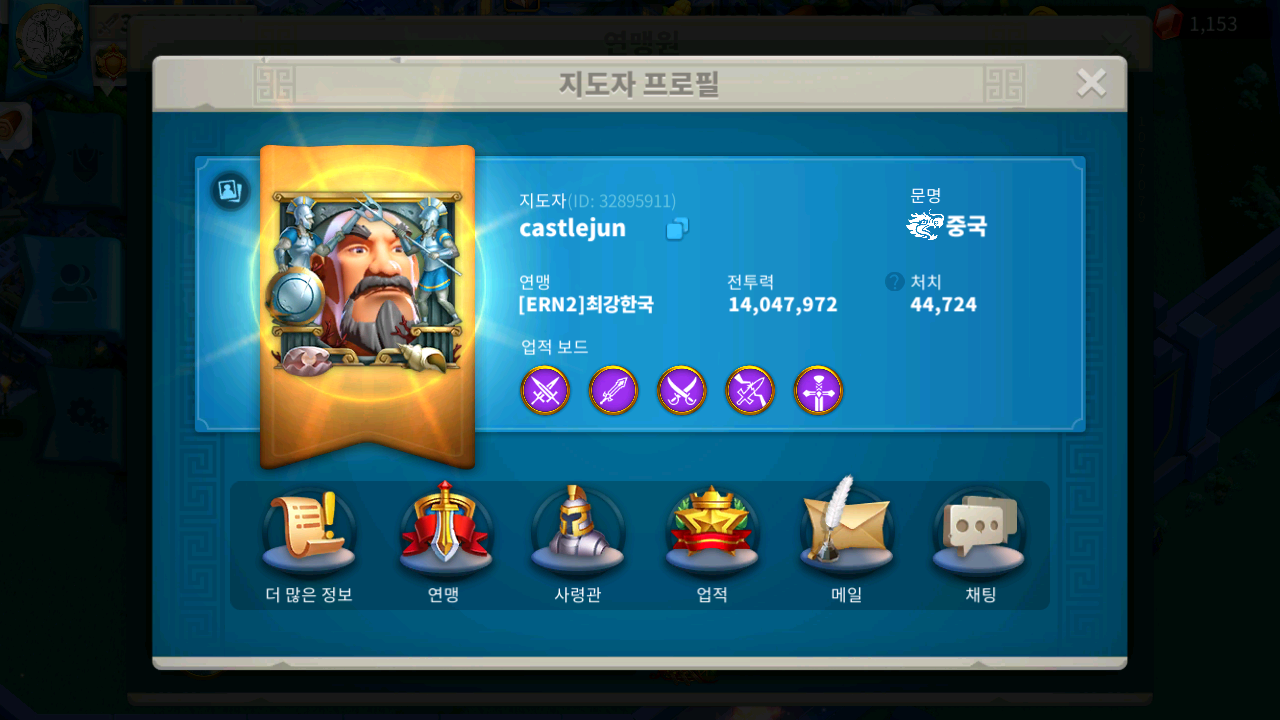 연맹원
1,153
지도자 프로필
지도자(ID: 32895911)
castlejun
문명
중국
연맹
[ERN2]최강한국
전투력
14,047,972
? 처치
44,724
업적 보드
더 많은 정보
연맹
사령관
업적
메일
채팅